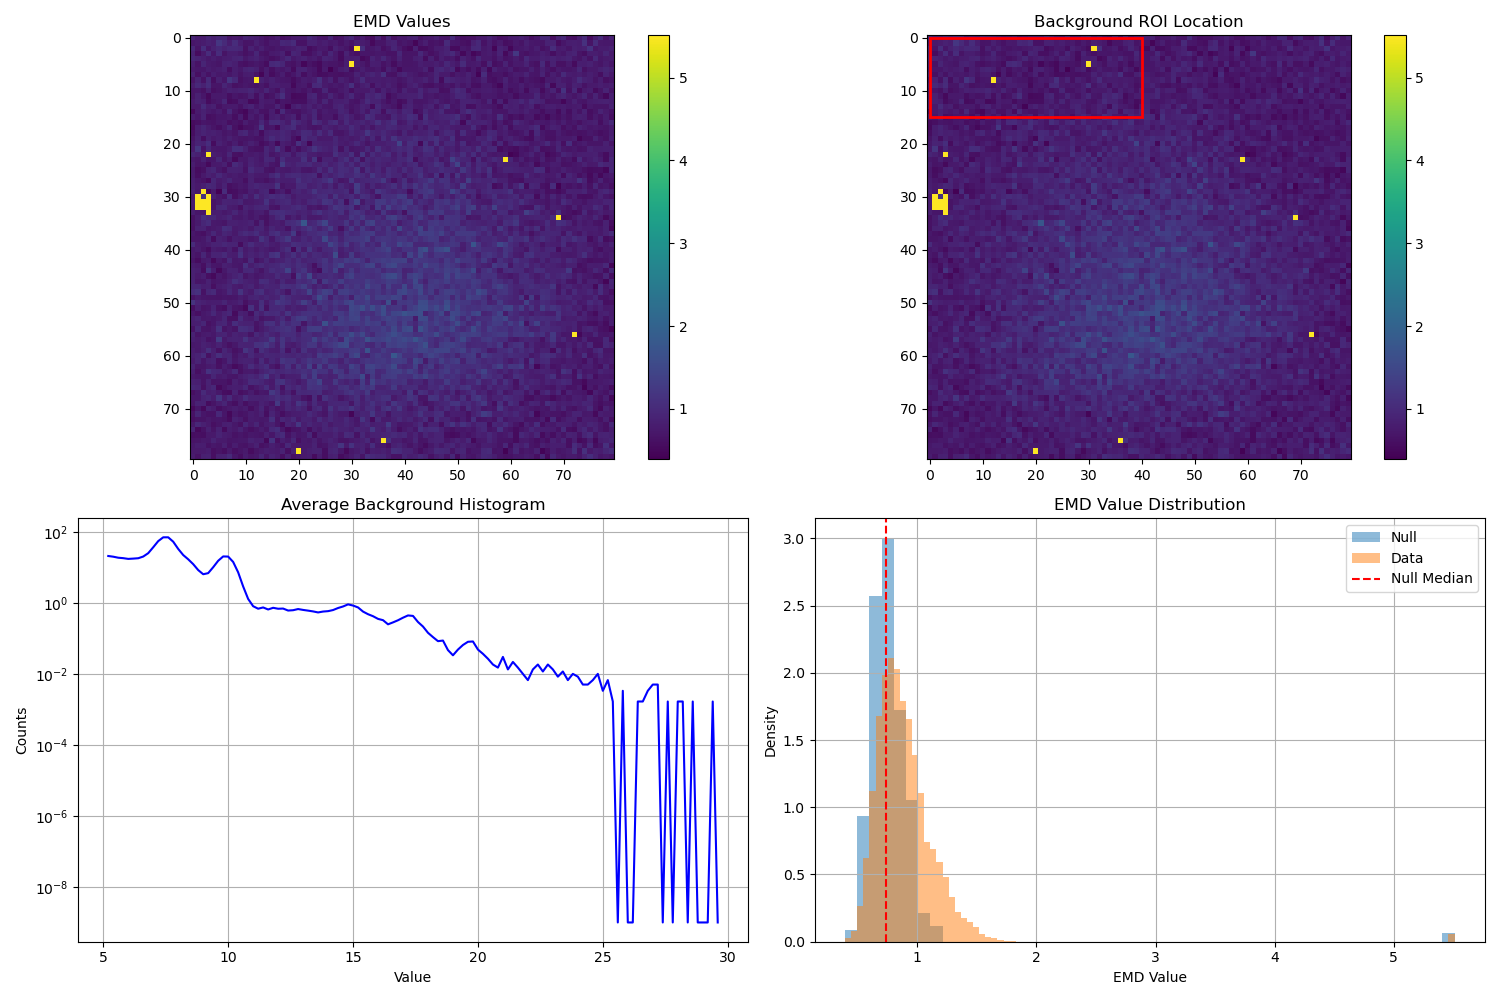 EMD Values
0
10
20
30
40
50
60
70
0 10 20 30 40 50 60 70
5
4
3
2
1
Background ROI Location
0
10
20
30
40
50
60
70
0 10 20 30 40 50 60 70
5
4
3
2
1
Average Background Histogram
Counts
10²
10⁰
10⁻²
10⁻⁴
10⁻⁶
10⁻⁸
5 10 15 20 25 30
Value
EMD Value Distribution
Density
3.0
2.5
2.0
1.5
1.0
0.5
0.0
1 2 3 4 5
EMD Value
Null
Data
Null Median